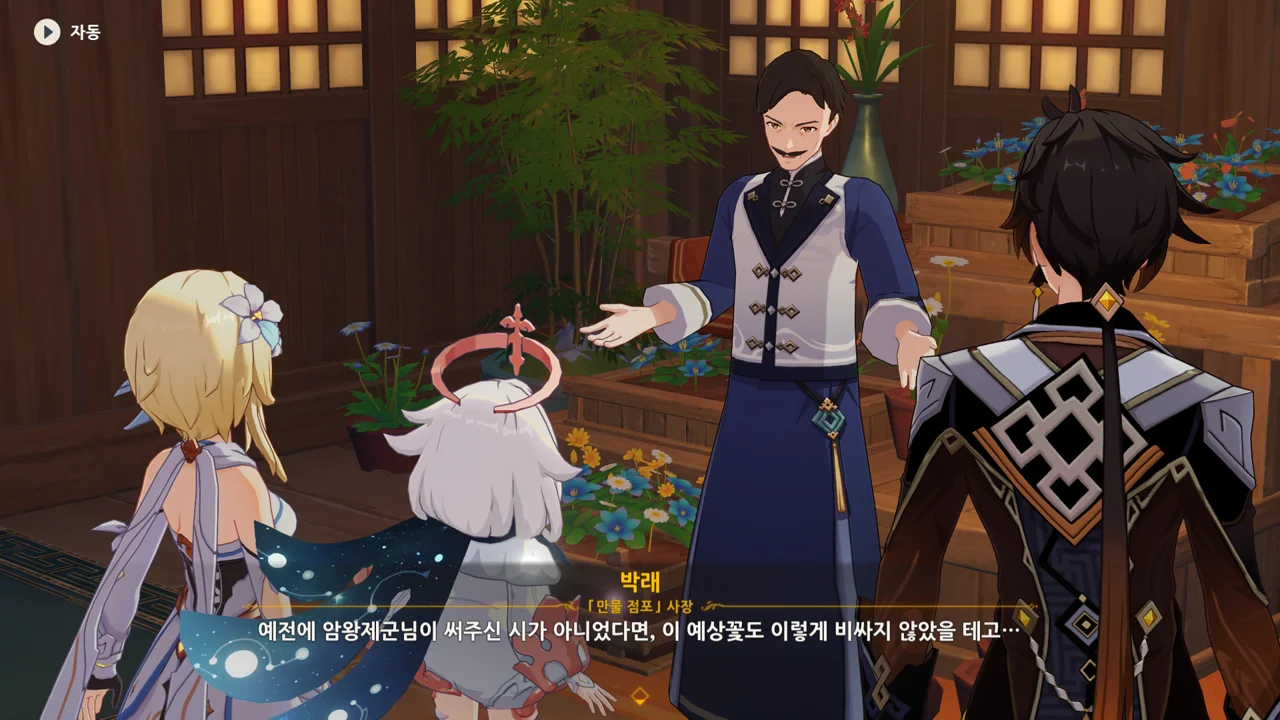 자동
박래
「만물 점포」 사장
예전에 암왕제군님이 써주신 시가 아니었다면, 이 예상꽃도 이렇게 비싸지 않았을 테고…